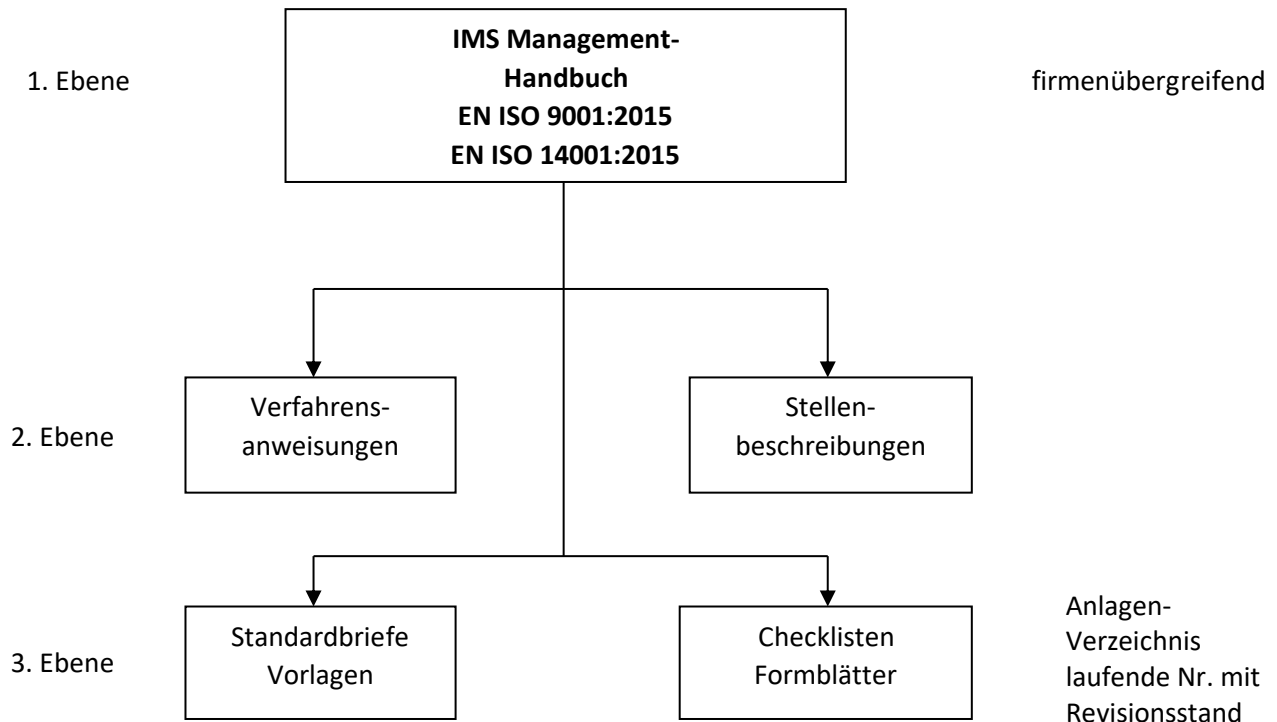 IMS Management-
Handbuch
EN ISO 9001:2015
EN ISO 14001:2015
1. Ebene
firmenübergreifend
2. Ebene
Verfahrens-
anweisungen
Stellen-
beschreibungen
3. Ebene
Standardbriefe
Vorlagen
Checklisten
Formblätter
Anlagen-
Verzeichnis
laufende Nr. mit
Revisionsstand